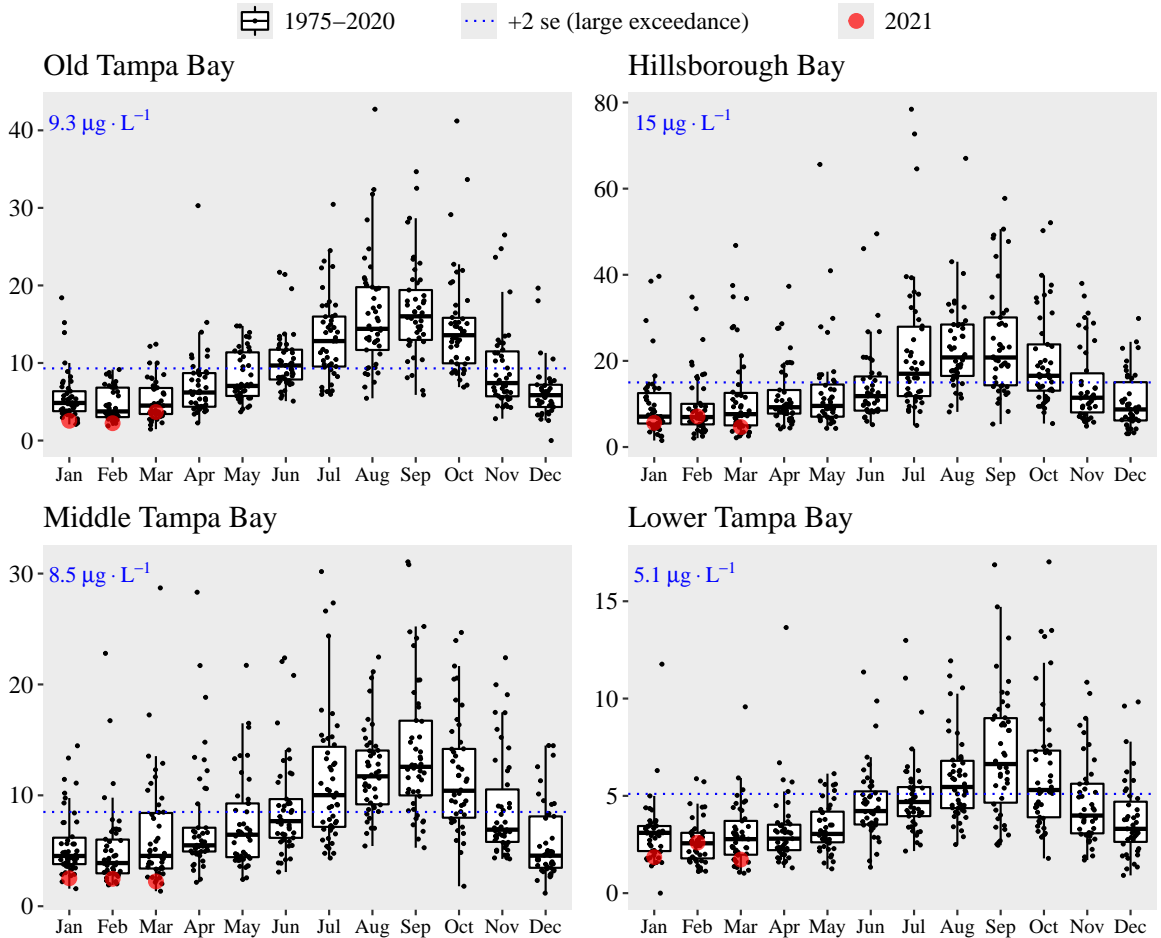 1975−2020 +2 se (large exceedance) 2021
Old Tampa Bay
9.3 μg · L⁻¹
40
30
20
10
0
Jan Feb Mar Apr May Jun Jul Aug Sep Oct Nov Dec
Hillsborough Bay
15 μg · L⁻¹
80
60
40
20
0
Jan Feb Mar Apr May Jun Jul Aug Sep Oct Nov Dec
Middle Tampa Bay
8.5 μg · L⁻¹
30
20
10
0
Jan Feb Mar Apr May Jun Jul Aug Sep Oct Nov Dec
Lower Tampa Bay
5.1 μg · L⁻¹
15
10
5
0
Jan Feb Mar Apr May Jun Jul Aug Sep Oct Nov Dec